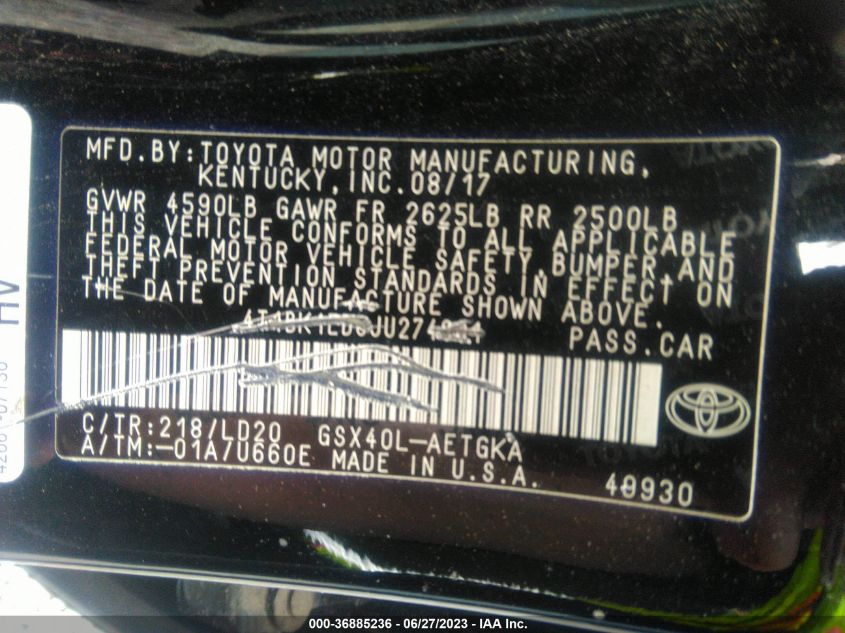 MFD.BY:TOYOTA MOTOR MANUFACTURING,
KENTUCKY,INC.08/17
GVWR 4590LB GAWR FR 2625LB RR 2500LB
THIS VEHICLE CONFORMS TO ALL APPLICABLE
FEDERAL MOTOR VEHICLE SAFETY,BUMPER,AND
THEFT PREVENTION STANDARDS IN EFFECT ON
THE DATE OF MANUFACTURE SHOWN ABOVE.
PASS.CAR
C/TR:218/LD20 GSX40L-AETGKA
A/TM:-01A/U660E MADE IN U.S.A.
40930
HV
000-36885236 - 06/27/2023 - IAA Inc.